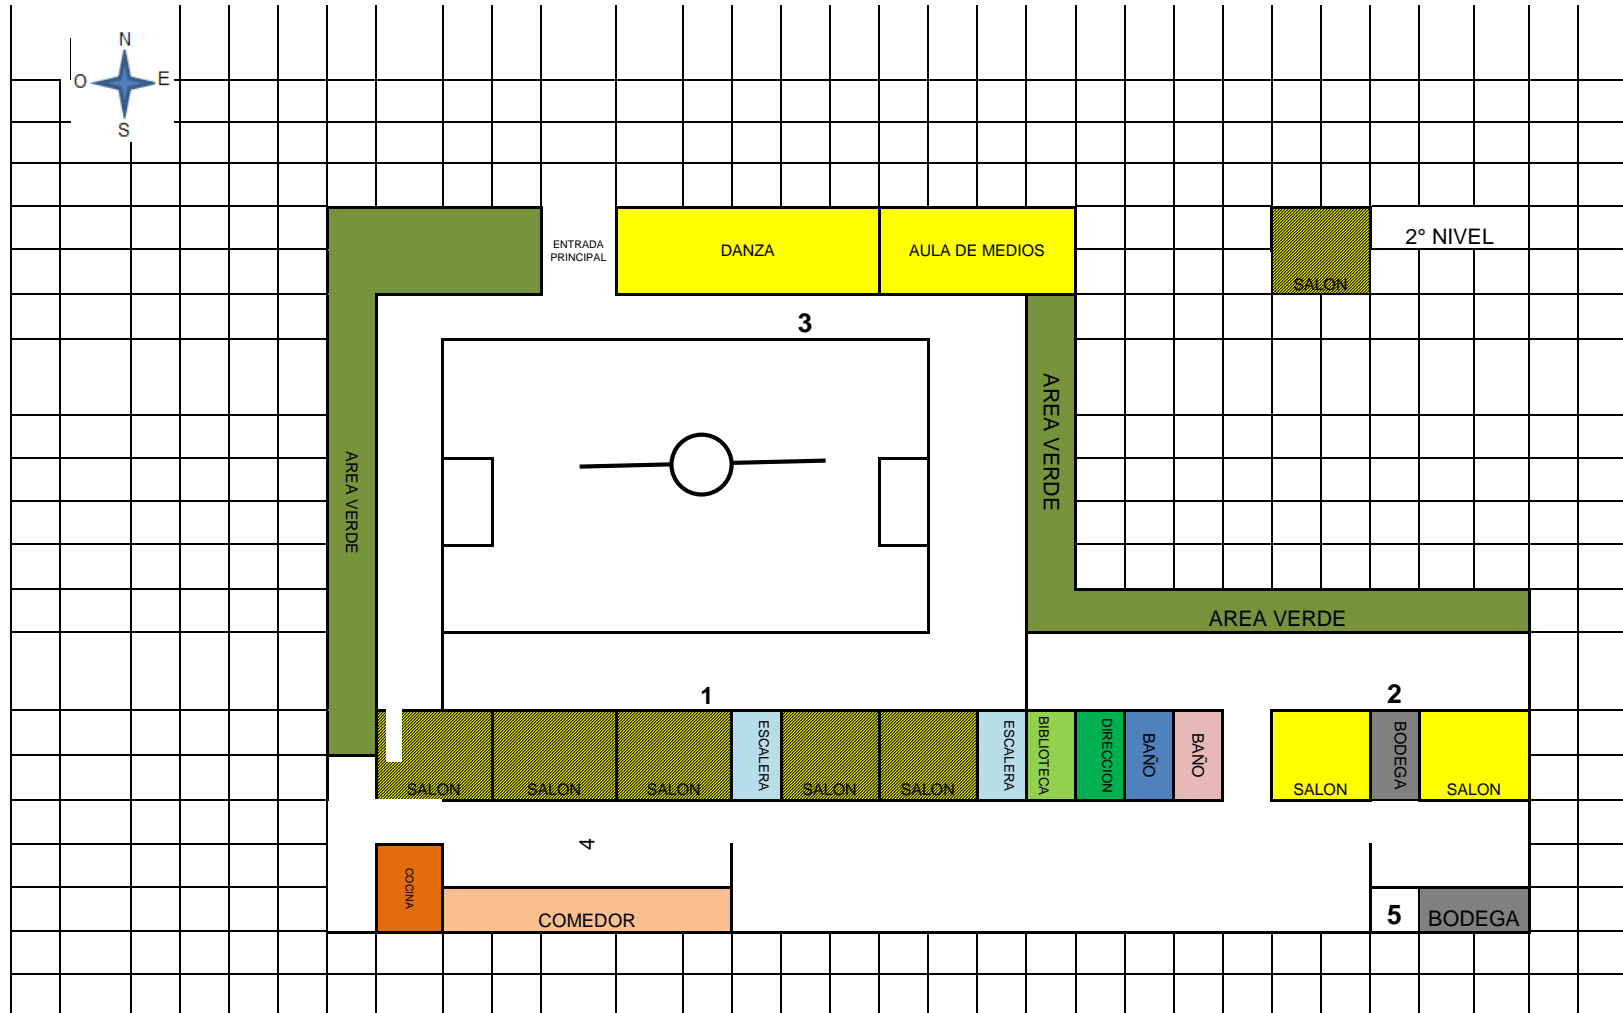 N
O E
S
2° NIVEL
ENTRADA
PRINCIPAL
DANZA
AULA DE MEDIOS
SALON
3
AREA VERDE
AREA VERDE
AREA VERDE
1
2
SALON
SALON
SALON
ESCALERA
SALON
SALON
ESCALERA
BIBLIOTECA
DIRECCION
BAÑO
BAÑO
SALON
BODEGA
SALON
4
COCINA
COMEDOR
5
BODEGA